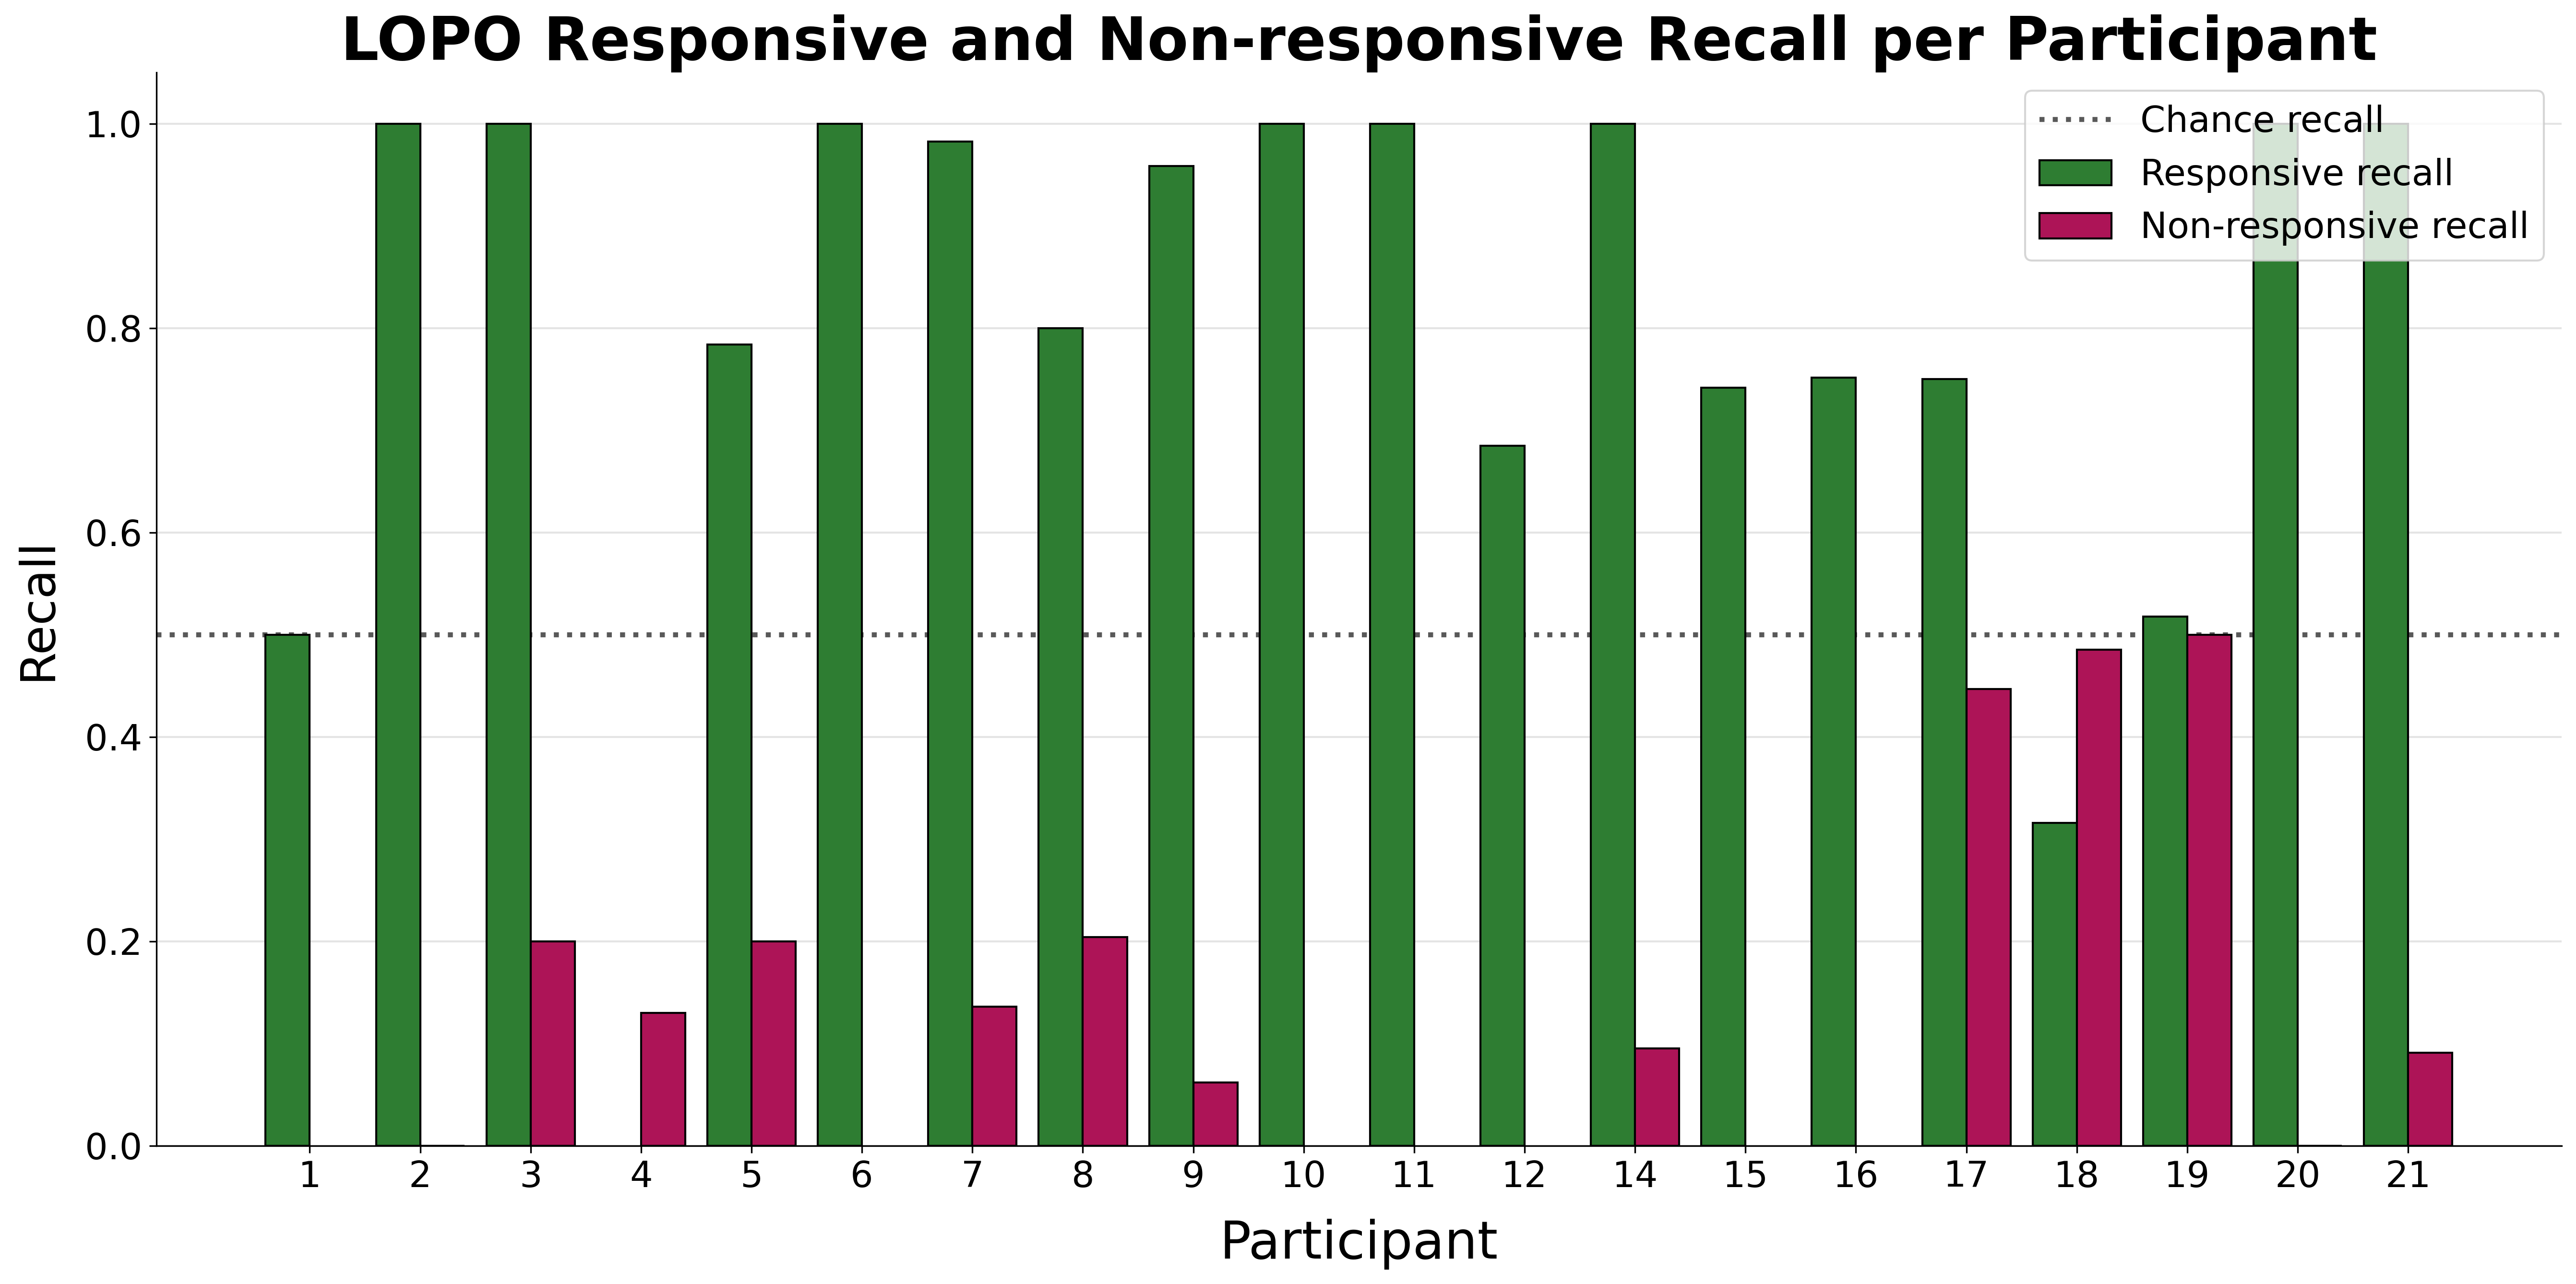 LOPO Responsive and Non-responsive Recall per Participant
Chance recall
Responsive recall
Non-responsive recall
Recall
1.0
0.8
0.6
0.4
0.2
0.0
1 2 3 4 5 6 7 8 9 10 11 12 14 15 16 17 18 19 20 21
Participant